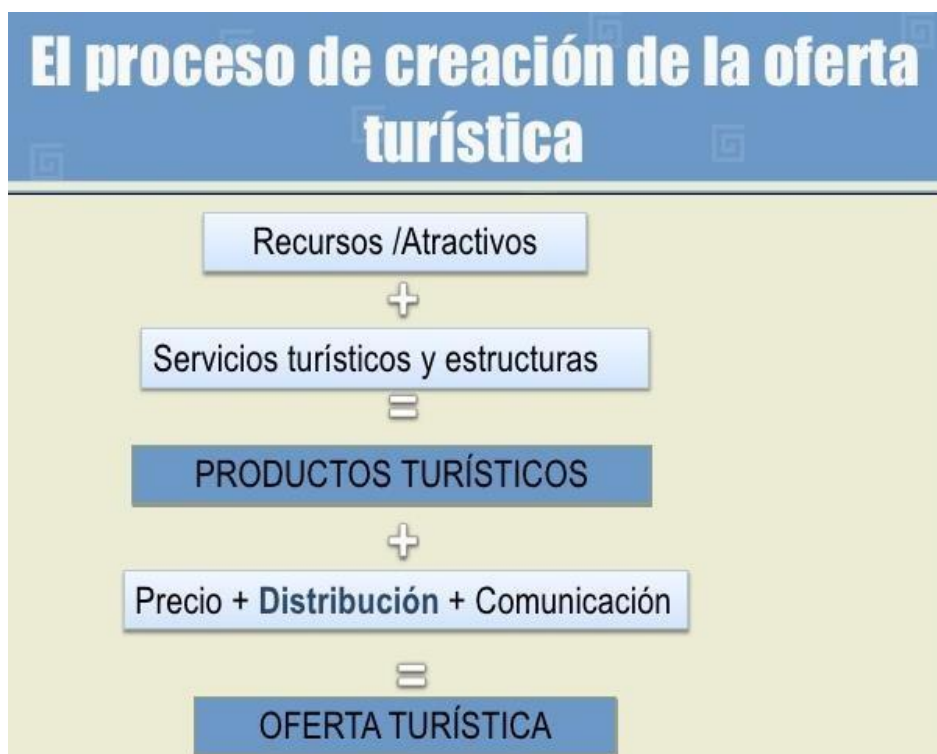 El proceso de creación de la oferta
turística
Recursos /Atractivos
+
Servicios turísticos y estructuras
=
PRODUCTOS TURÍSTICOS
+
Precio + Distribución + Comunicación
=
OFERTA TURÍSTICA